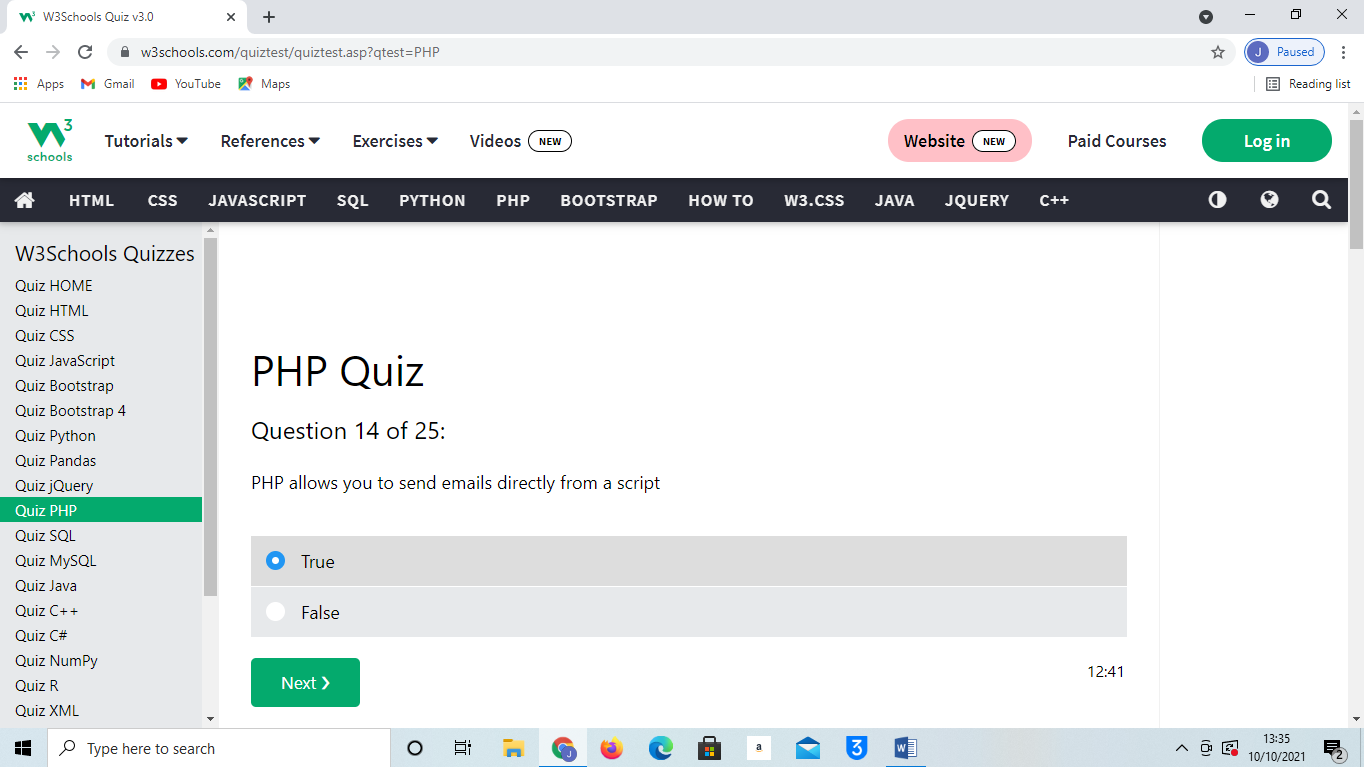 W3Schools Quiz v3.0
w3schools.com/quiztest/quiztest.asp?qtest=PHP
J Paused
Apps Gmail YouTube Maps Reading list
W3 schools
Tutorials References Exercises Videos NEW Website NEW Paid Courses Log in
HTML CSS JAVASCRIPT SQL PYTHON PHP BOOTSTRAP HOW TO W3.CSS JAVA JQUERY C++
W3Schools Quizzes
Quiz HOME
Quiz HTML
Quiz CSS
Quiz JavaScript
Quiz Bootstrap
Quiz Bootstrap 4
Quiz Python
Quiz Pandas
Quiz jQuery
Quiz PHP
Quiz SQL
Quiz MySQL
Quiz Java
Quiz C++
Quiz C#
Quiz NumPy
Quiz R
Quiz XML
PHP Quiz
Question 14 of 25:
PHP allows you to send emails directly from a script
True
False
Next ❯ 12:41
Type here to search
a
3
W
J
13:35
10/10/2021
2